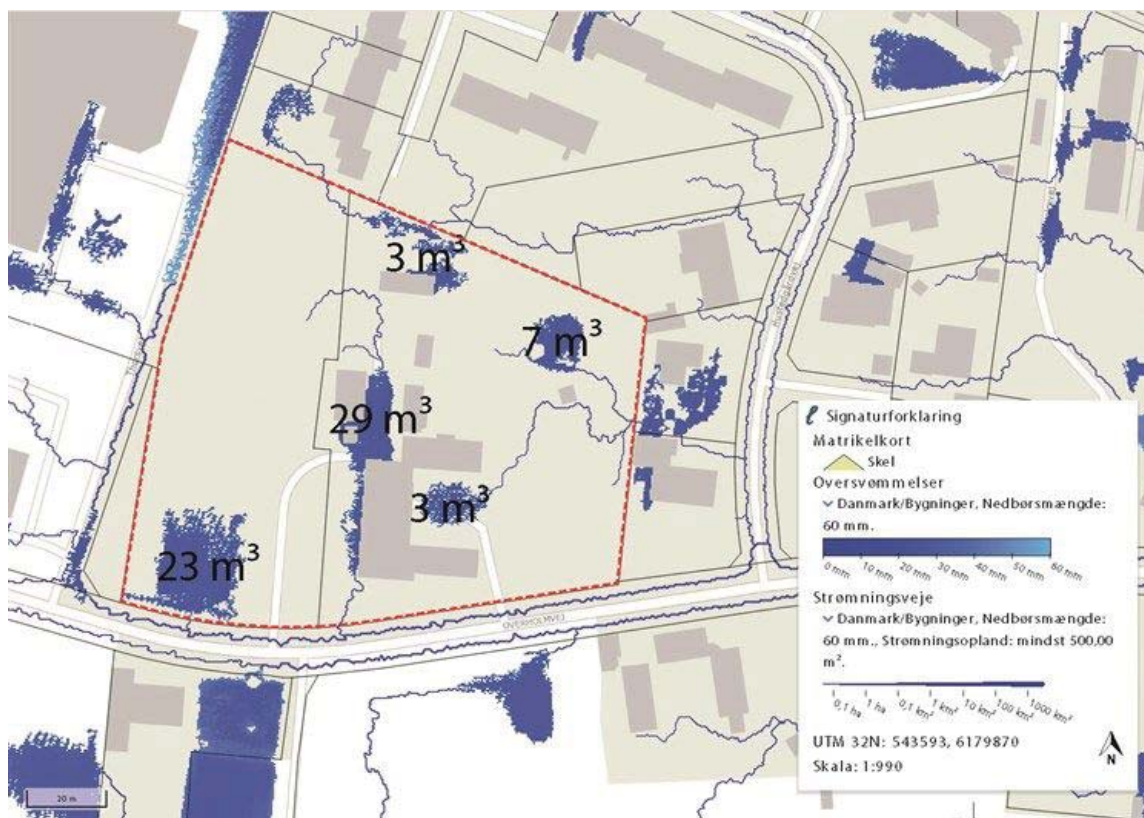 3 m³
7 m³
29 m³
3 m³
23 m³
OVERHOLMVEJ
Signaturforklaring
Matrikelkort
Skel
Oversvømmelser
Danmark/Bygninger, Nedbørsmængde:
60 mm.
0 mm 10 mm 20 mm 30 mm 40 mm 50 mm 60 mm
Strømningsveje
Danmark/Bygninger, Nedbørsmængde:
60 mm., Strømningsopland: mindst 500,00
m².
0,1 ha 1 ha 0,1 km² 1 km² 10 km² 100 km² 1000 km²
UTM 32N: 543593, 6179870
Skala: 1:990
N
20 m